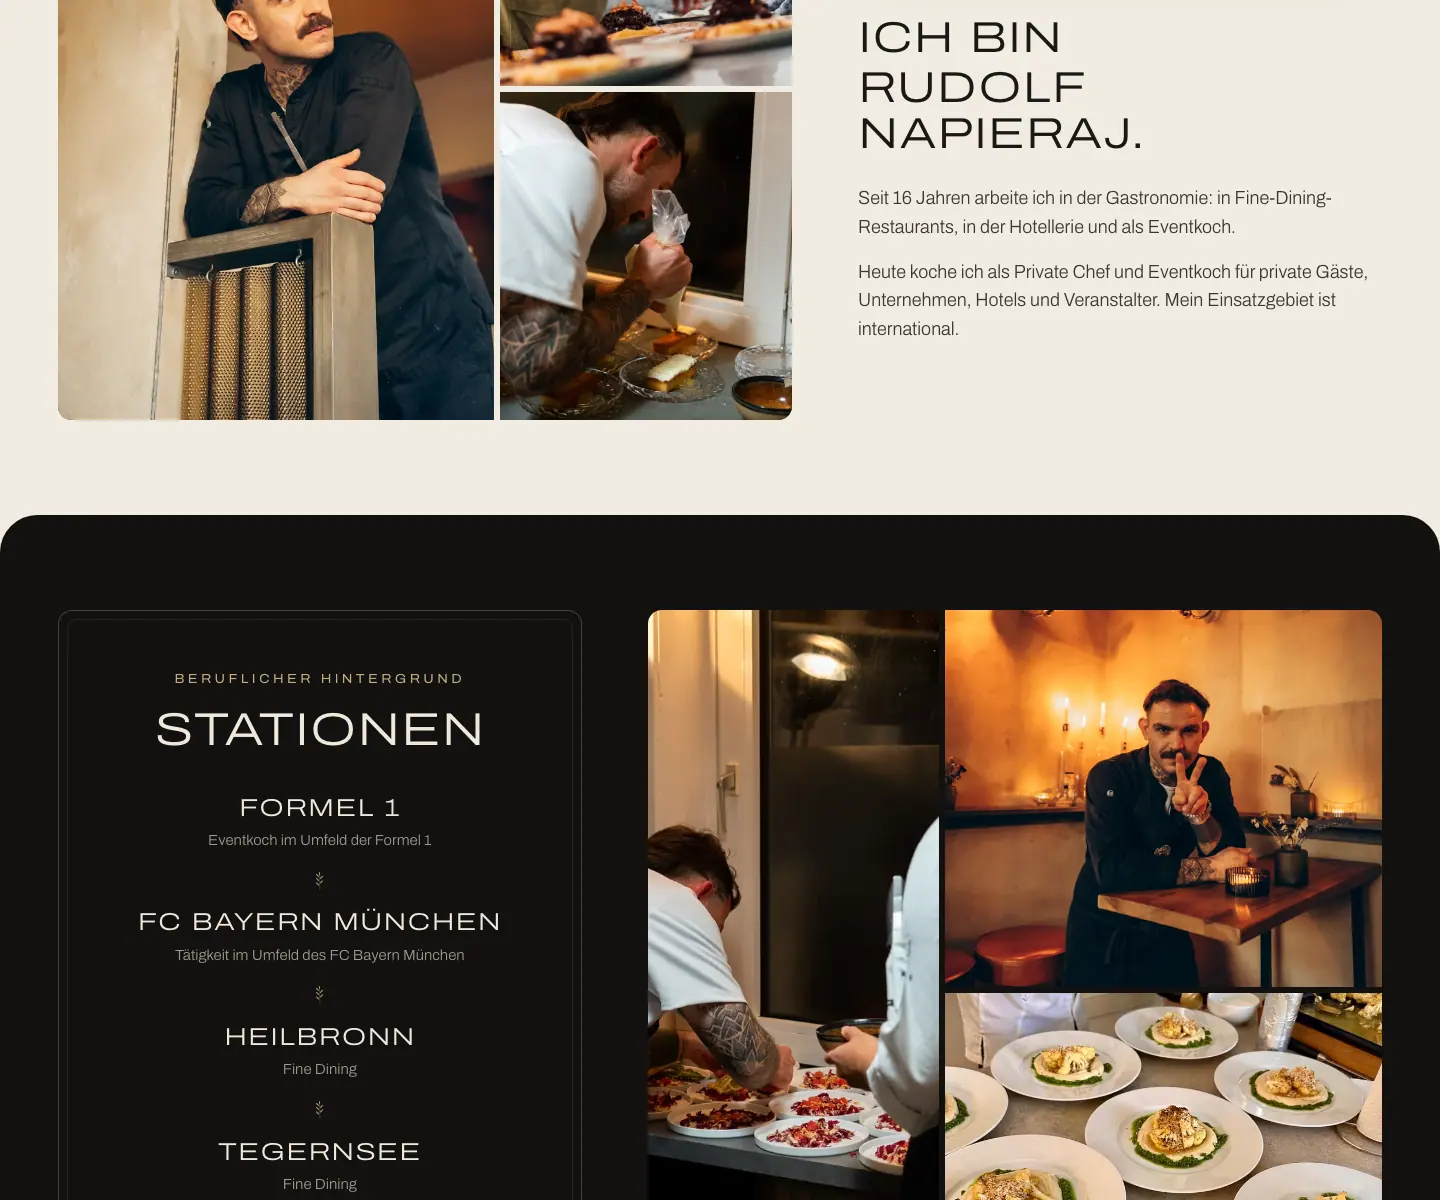 ICH BIN
RUDOLF
NAPIERAJ.
Seit 16 Jahren arbeite ich in der Gastronomie: in Fine-Dining-
Restaurants, in der Hotellerie und als Eventkoch.
Heute koche ich als Private Chef und Eventkoch für private Gäste,
Unternehmen, Hotels und Veranstalter. Mein Einsatzgebiet ist
international.
BERUFLICHER HINTERGRUND
STATIONEN
FORMEL 1
Eventkoch im Umfeld der Formel 1
FC BAYERN MÜNCHEN
Tätigkeit im Umfeld des FC Bayern München
HEILBRONN
Fine Dining
TEGERNSEE
Fine Dining